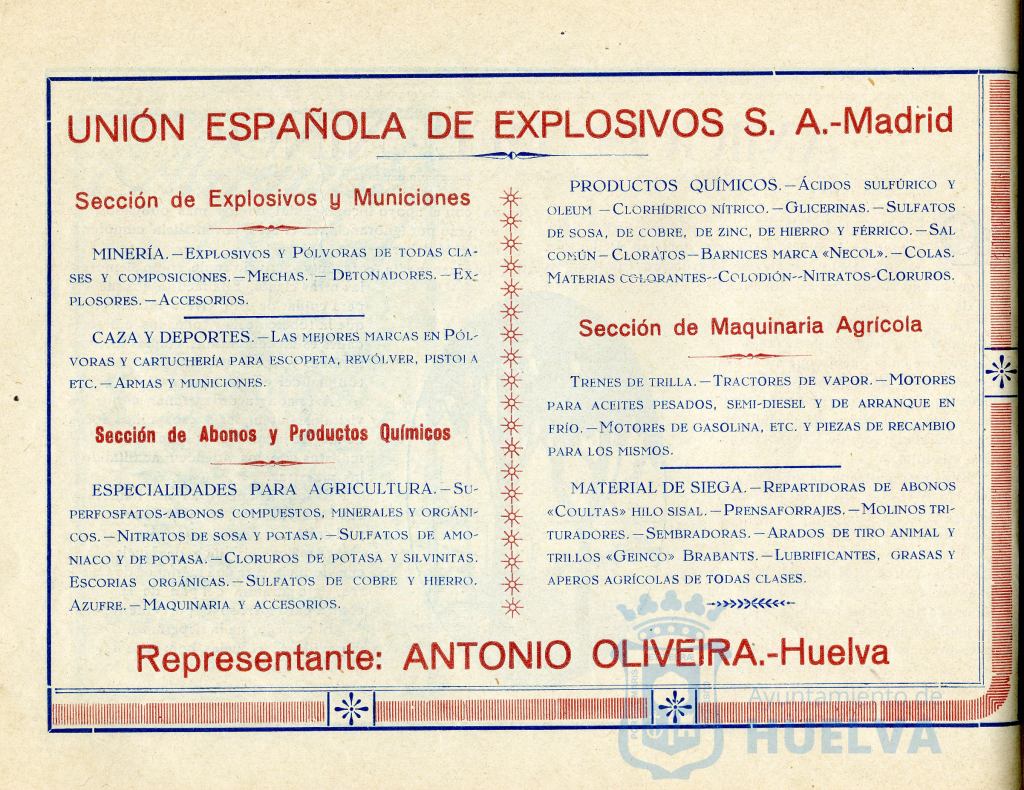 UNIÓN ESPAÑOLA DE EXPLOSIVOS S. A.-Madrid
Sección de Explosivos y Municiones
MINERÍA.—Explosivos y Pólvoras de todas cla-
ses y composiciones.—Mechas.—Detonadores.—Ex-
plosores.—Accesorios.
CAZA Y DEPORTES.—Las mejores marcas en Pól-
voras y cartuchería para escopeta, revólver, pistola
etc.—Armas y municiones.
Sección de Abonos y Productos Químicos
ESPECIALIDADES PARA AGRICULTURA.—Su-
perfosfatos-abonos compuestos, minerales y orgáni-
cos.—Nitratos de sosa y potasa.—Sulfatos de amo-
niaco y de potasa.—Cloruros de potasa y silvinitas.
Escorias orgánicas.—Sulfatos de cobre y hierro.
Azufre.—Maquinaria y accesorios.
PRODUCTOS QUÍMICOS.—Ácidos sulfúrico y
oleum—Clorhídrico nítrico.—Glicerinas.—Sulfatos
de sosa, de cobre, de zinc, de hierro y férrico.—Sal
común—Cloratos—Barnices marca «Necol».—Colas.
Materias colorantes--Colodión--Nitratos-Cloruros.
Sección de Maquinaria Agrícola
Trenes de trilla.—Tractores de vapor.—Motores
para aceites pesados, semi-diesel y de arranque en
frío.—Motores de gasolina, etc. y piezas de recambio
para los mismos.
MATERIAL DE SIEGA.—Repartidoras de abonos
«Coultas» hilo sisal.—Prensaforrajes.—Molinos tri-
turadores.—Sembradoras.—Arados de tiro animal y
trillos «Geinco» Brabants.—Lubrificantes, grasas y
aperos agrícolas de todas clases.
Representante: ANTONIO OLIVEIRA.-Huelva
Ayuntamiento de
HUELVA